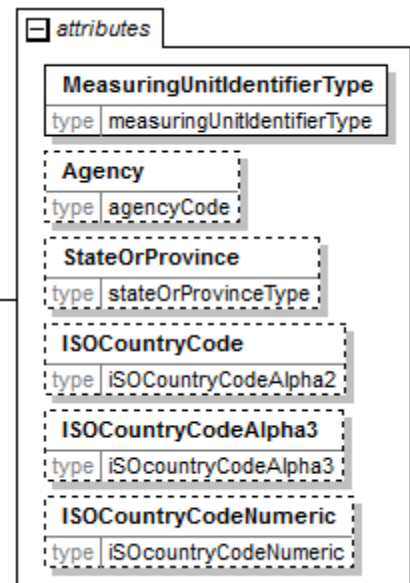 attributes
MeasuringUnitIdentifierType
type measuringUnitIdentifierType
Agency
type agencyCode
StateOrProvince
type stateOrProvinceType
ISOCountryCode
type iSOCountryCodeAlpha2
ISOCountryCodeAlpha3
type iSOcountryCodeAlpha3
ISOCountryCodeNumeric
type iSOcountryCodeNumeric